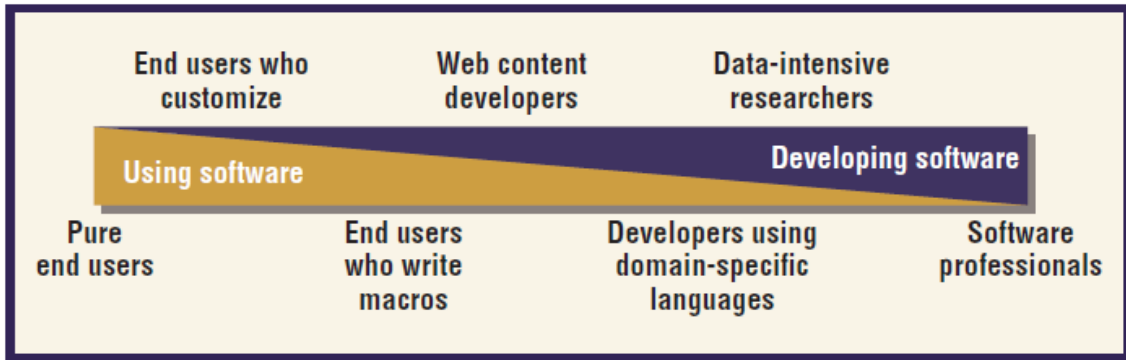 End users who
customize
Web content
developers
Data-intensive
researchers
Using software
Developing software
Pure
end users
End users
who write
macros
Developers using
domain-specific
languages
Software
professionals